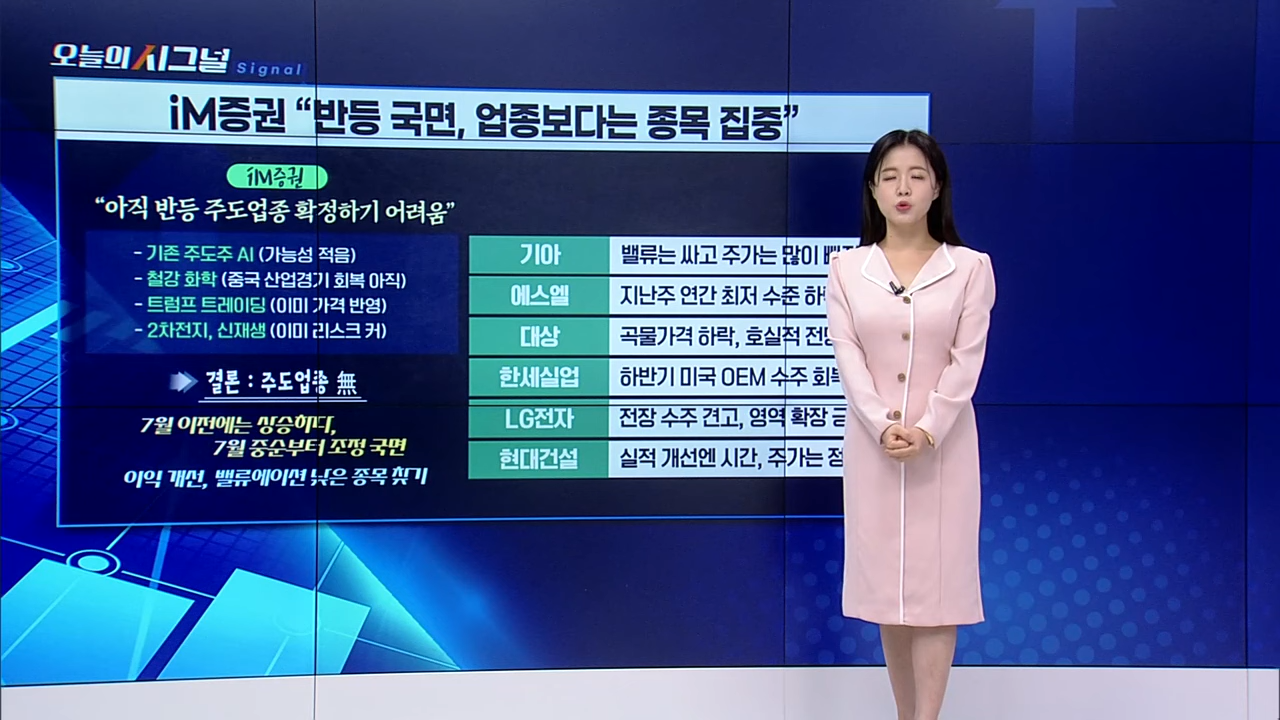 오늘의 시그널 Signal
iM증권 “반등 국면, 업종보다는 종목 집중”
iM증권
“아직 반등 주도업종 확정하기 어려움”
- 기존 주도주 AI (가능성 적음)
- 철강 화학 (중국 산업경기 회복 아직)
- 트럼프 트레이딩 (이미 가격 반영)
- 2차전지, 신재생 (이미 리스크 커)
결론 : 주도업종 無
7월 이전에는 상승하다,
7월 중순부터 조정 국면
이익 개선, 밸류에이션 낮은 종목 찾기
기아 밸류는 싸고 주가는 많이
에스엘 지난주 연간 최저 수준
대상 곡물가격 하락, 호실적
한세실업 하반기 미국 OEM 수주
LG전자 전장 수주 견고, 영역 확장
현대건설 실적 개선엔 시간, 주가는